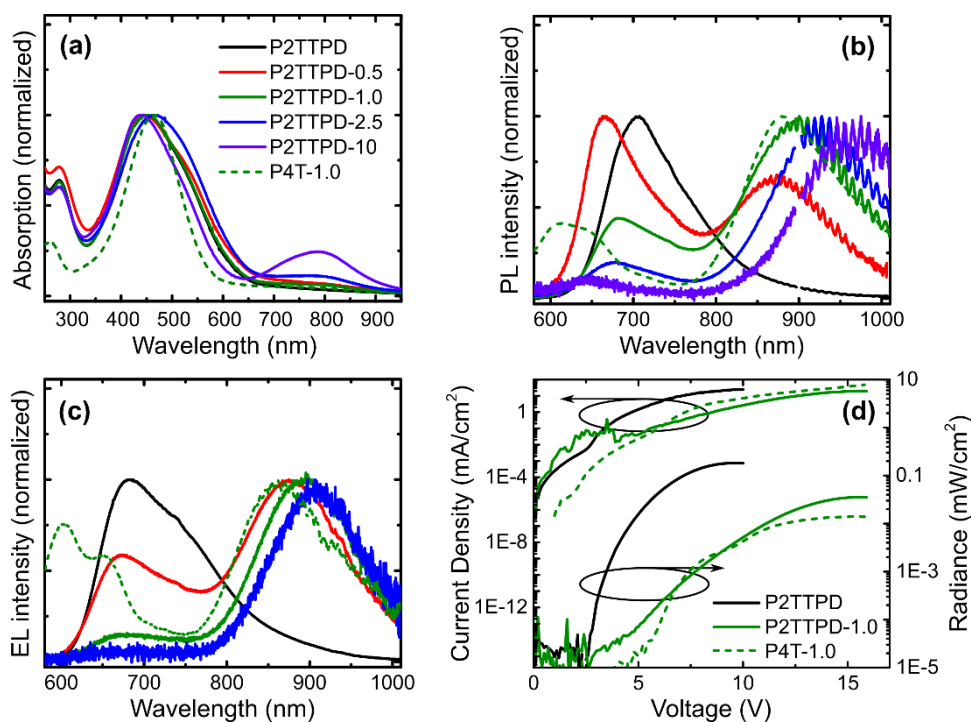 (a)
P2TTPD
P2TTPD-0.5
P2TTPD-1.0
P2TTPD-2.5
P2TTPD-10
P4T-1.0
Absorption (normalized)
300 400 500 600 700 800 900
Wavelength (nm)
(b)
PL intensity (normalized)
600 700 800 900 1000
Wavelength (nm)
(c)
EL intensity (normalized)
600 700 800 900 1000
Wavelength (nm)
(d)
Current Density (mA/cm²)
1
1E-4
1E-8
1E-12
10
0.1
1E-3
1E-5
Radiance (mW/cm²)
P2TTPD
P2TTPD-1.0
P4T-1.0
0 5 10 15
Voltage (V)